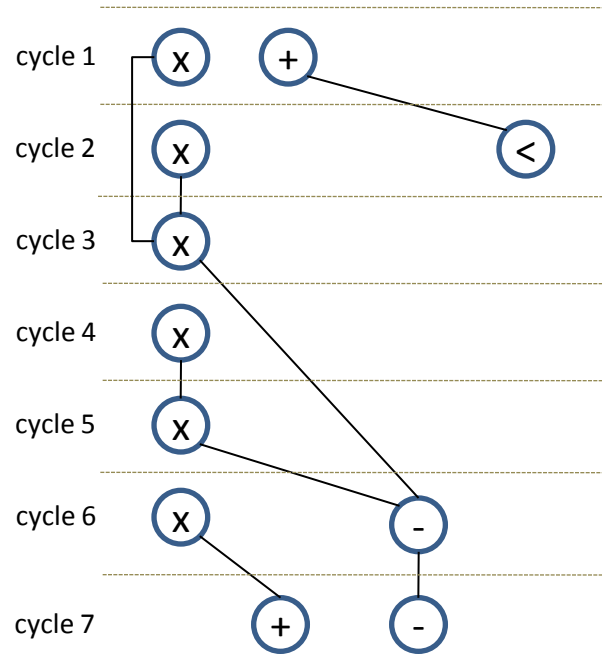 cycle 1 x +
cycle 2 x <
cycle 3 x
cycle 4 x
cycle 5 x
cycle 6 x -
cycle 7 + -